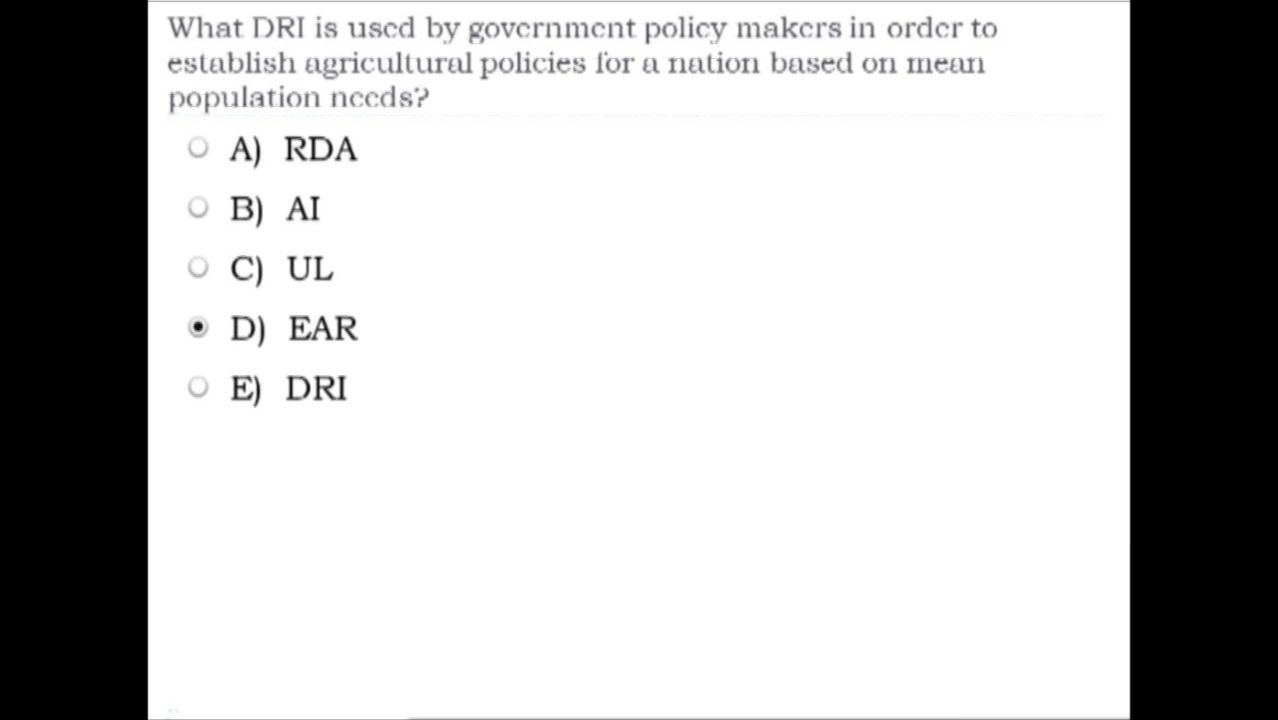 What DRI is used by government policy makers in order to
establish agricultural policies for a nation based on mean
population needs?
A) RDA
B) AI
C) UL
D) EAR
E) DRI